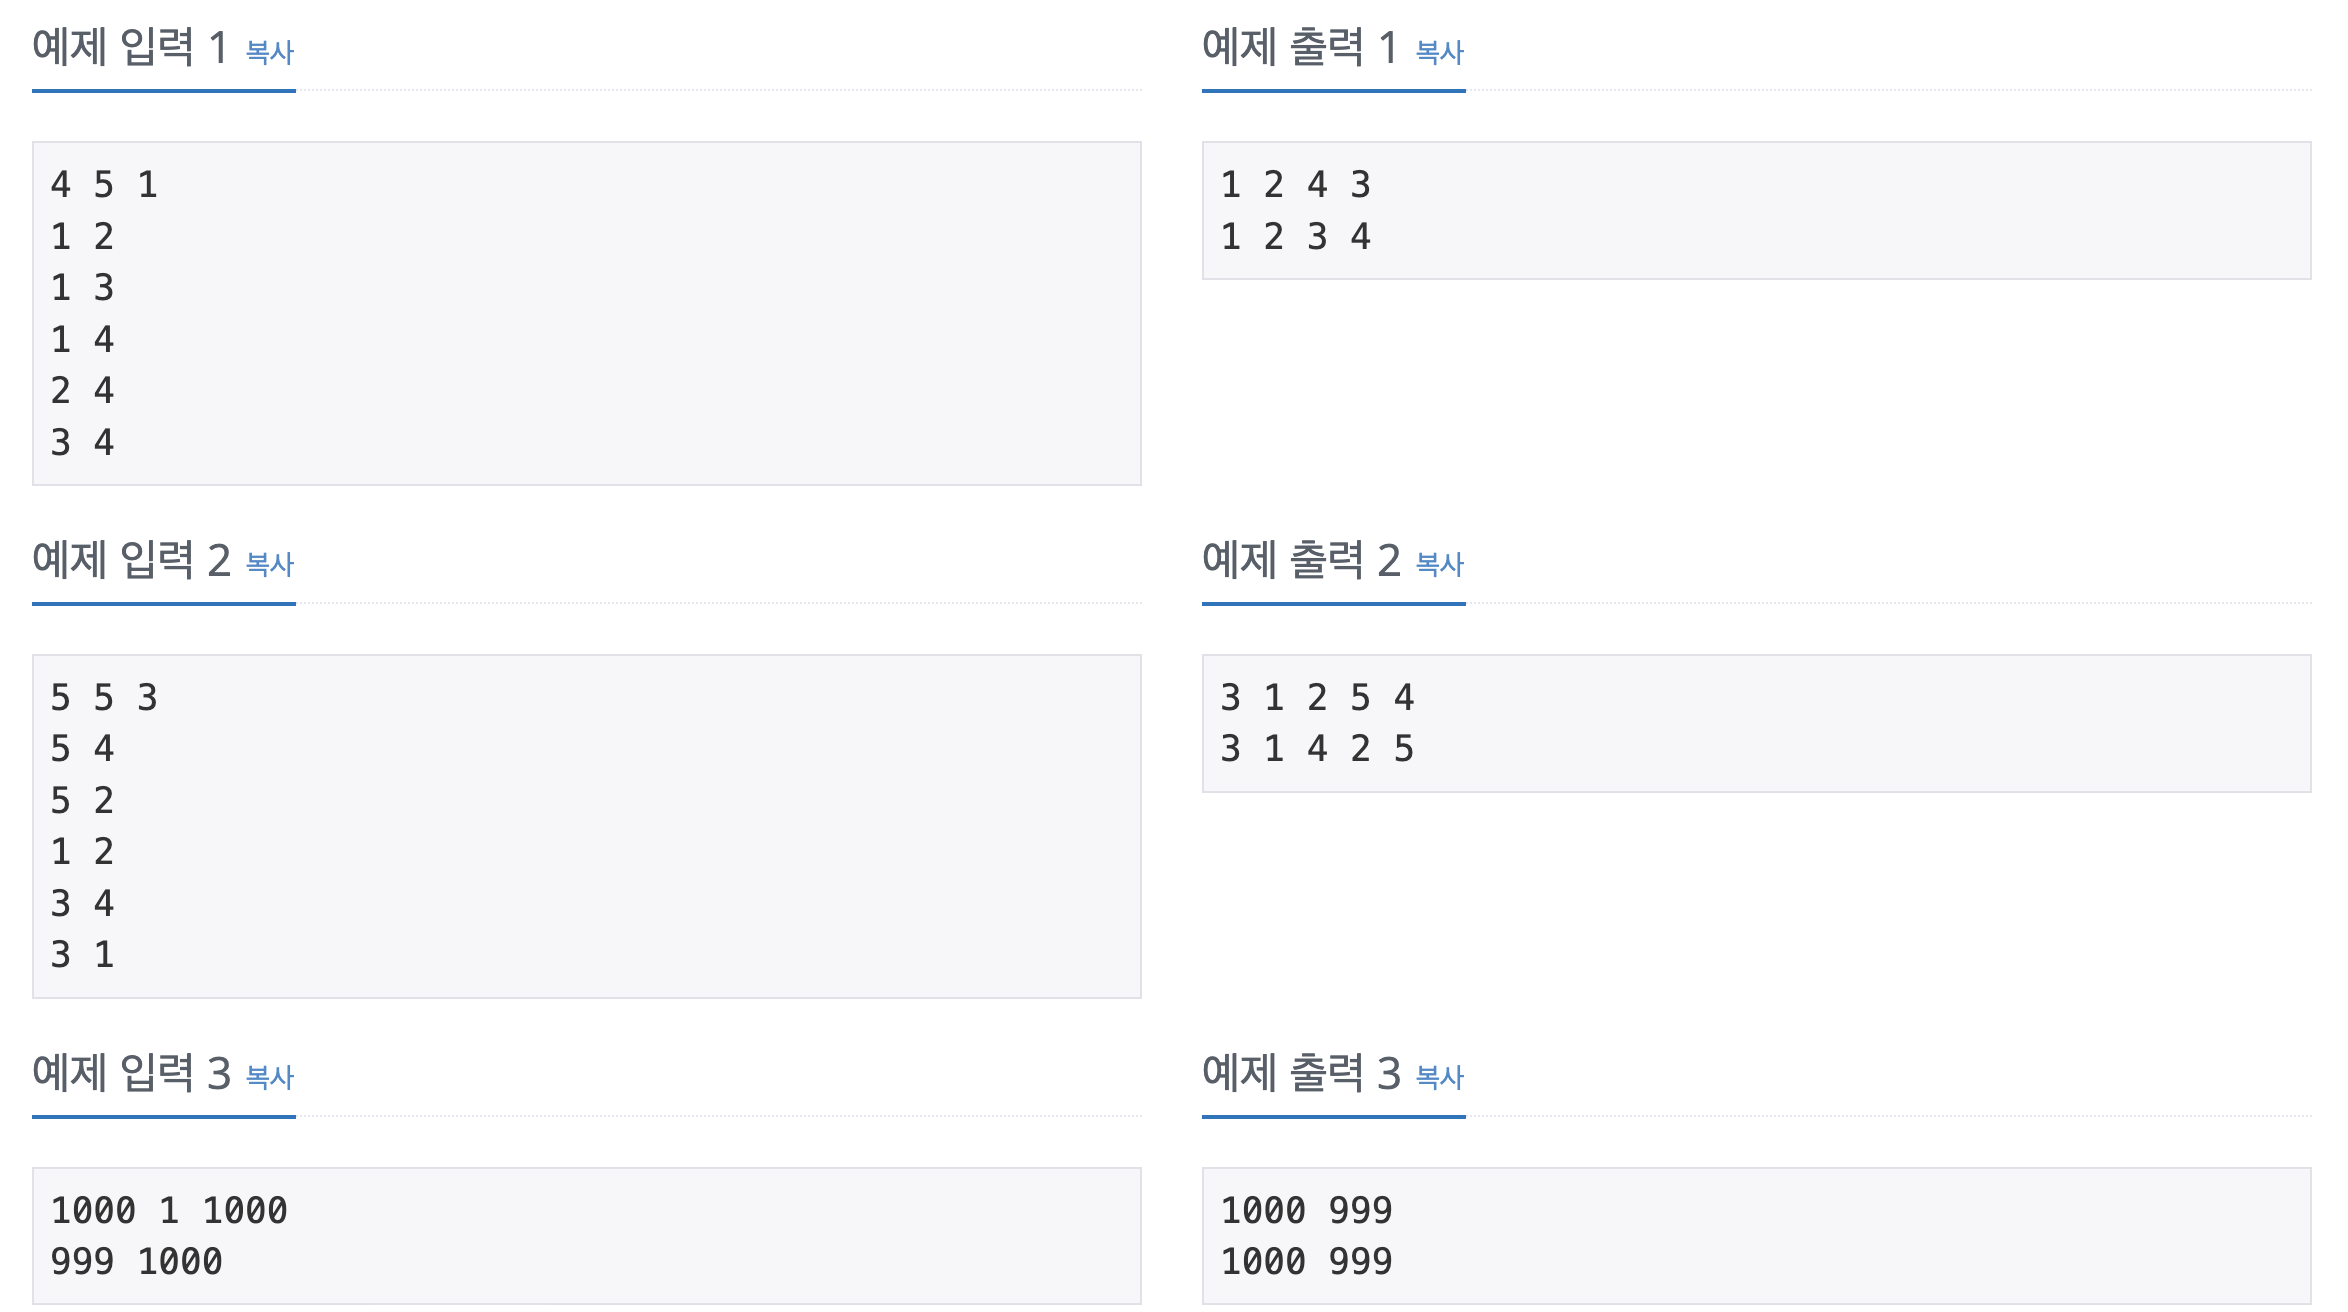 예제 입력 1 복사
4 5 1
1 2
1 3
1 4
2 4
3 4
예제 출력 1 복사
1 2 4 3
1 2 3 4
예제 입력 2 복사
5 5 3
5 4
5 2
1 2
3 4
3 1
예제 출력 2 복사
3 1 2 5 4
3 1 4 2 5
예제 입력 3 복사
1000 1 1000
999 1000
예제 출력 3 복사
1000 999
1000 999